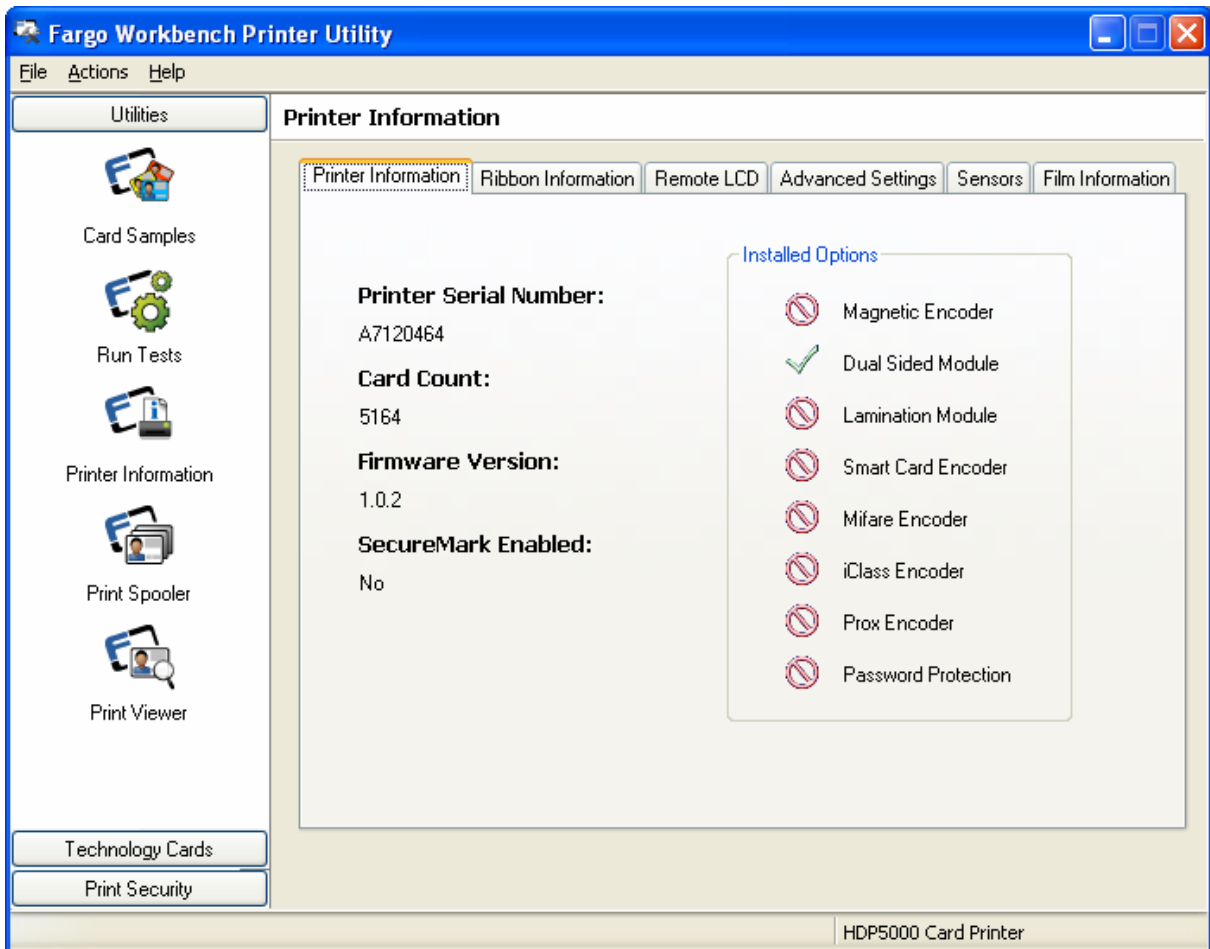 Fargo Workbench Printer Utility
File Actions Help
Utilities
Card Samples
Run Tests
Printer Information
Print Spooler
Print Viewer
Technology Cards
Print Security
Printer Information
Printer Information Ribbon Information Remote LCD Advanced Settings Sensors Film Information
Printer Serial Number:
A7120464
Card Count:
5164
Firmware Version:
1.0.2
SecureMark Enabled:
No
Installed Options
Magnetic Encoder
Dual Sided Module
Lamination Module
Smart Card Encoder
Mifare Encoder
iClass Encoder
Prox Encoder
Password Protection
HDP5000 Card Printer